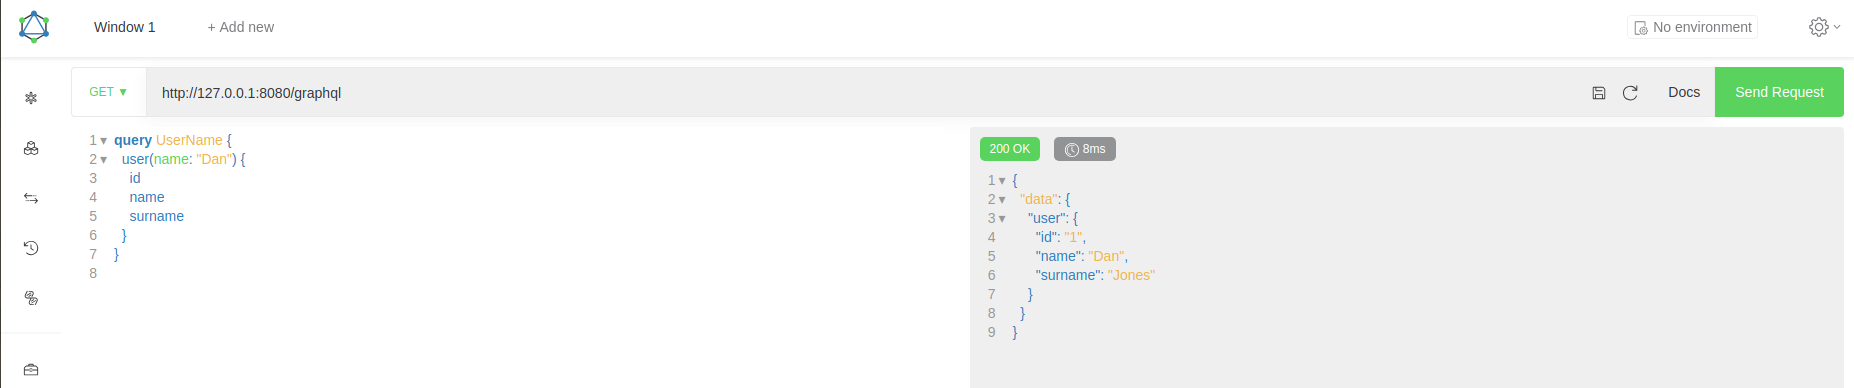 Window 1 + Add new No environment
GET ▼ http://127.0.0.1:8080/graphql Docs Send Request
1 ▾ query UserName {
2 ▾ user(name: "Dan") {
3 id
4 name
5 surname
6 }
7 }
8
200 OK 8ms
1 ▾ {
2 ▾ "data": {
3 ▾ "user": {
4 "id": "1",
5 "name": "Dan",
6 "surname": "Jones"
7 }
8 }
9 }